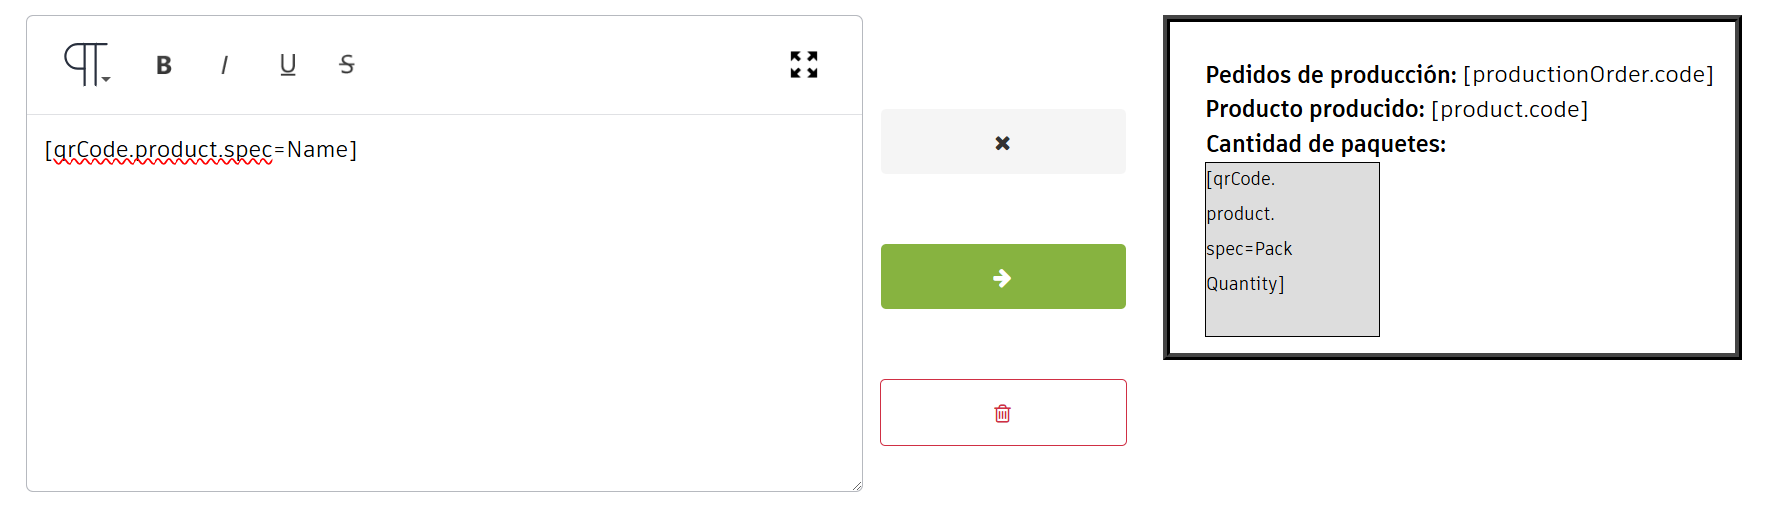 B I U S
[qrCode.product.spec=Name]
Pedidos de producción: [productionOrder.code]
Producto producido: [product.code]
Cantidad de paquetes:
[qrCode.
product.
spec=Pack
Quantity]